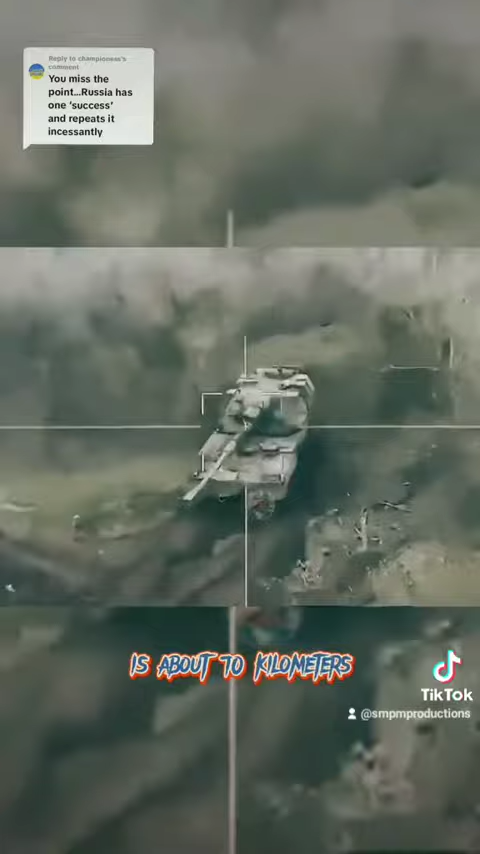 Reply to championess's
comment
You miss the
point...Russia has
one 'success'
and repeats it
incessantly
IS ABOUT 70 KILOMETERS
TikTok
@smpmproductions